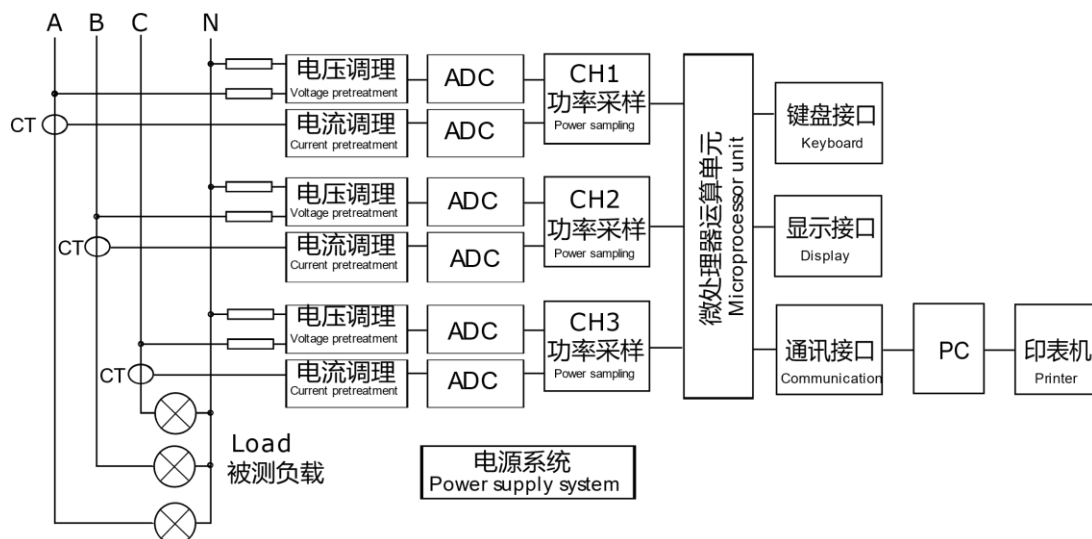 A B C N
电压调理
Voltage pretreatment
ADC
CH1
功率采样
Power sampling
CT
电流调理
Current pretreatment
ADC
电压调理
Voltage pretreatment
ADC
CH2
功率采样
Power sampling
CT
电流调理
Current pretreatment
ADC
电压调理
Voltage pretreatment
ADC
CH3
功率采样
Power sampling
CT
电流调理
Current pretreatment
ADC
微处理器运算单元
Microprocessor unit
键盘接口
Keyboard
显示接口
Display
通讯接口
Communication
PC
印表机
Printer
Load
被测负载
电源系统
Power supply system